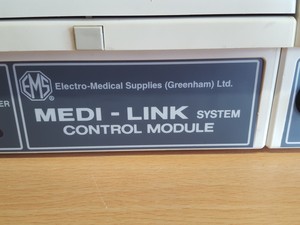 EMS
Electro-Medical Supplies (Greenham) Ltd.
MEDI - LINK SYSTEM
CONTROL MODULE